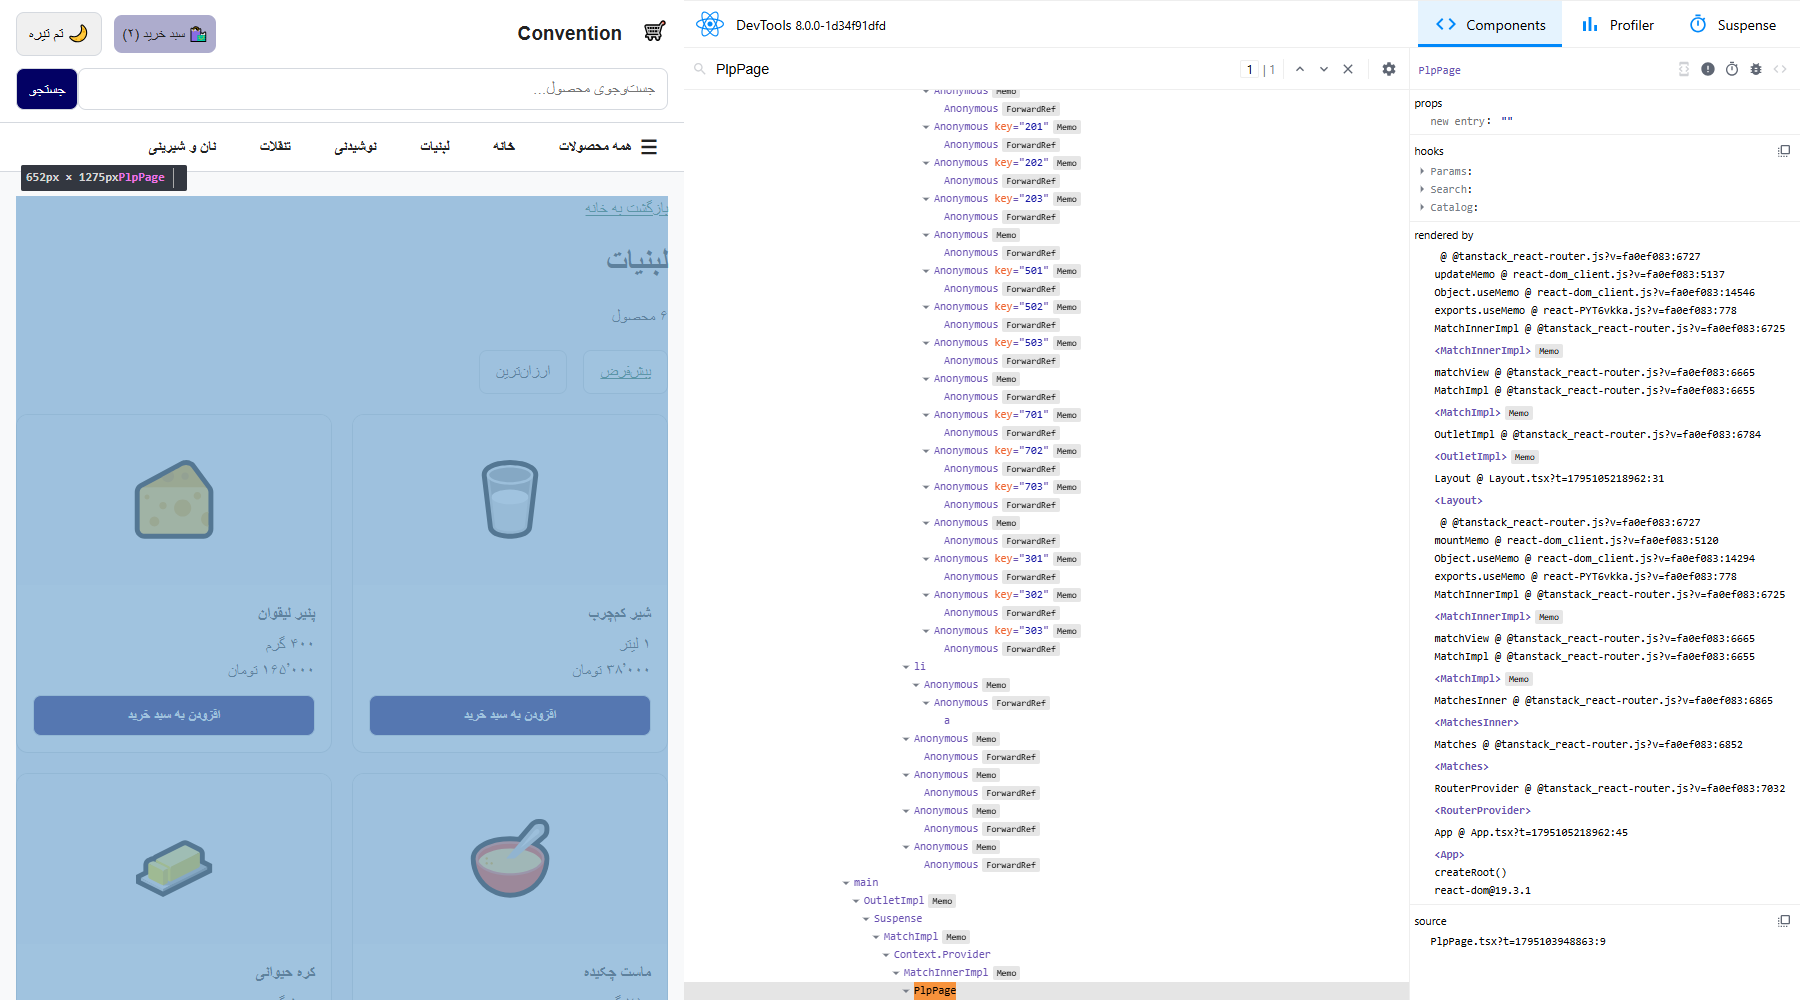 🛒 Convention
🛍️ سبد خرید (۲)
🌙 تم تیره
جست‌وجوی محصول...
جستجو
☰ همه محصولات
خانه
لبنیات
نوشیدنی
تنقلات
نان و شیرینی
652px × 1275pxPlpPage
بازگشت به خانه
لبنیات
۶ محصول
پیش‌فرض
ارزان‌ترین
شیر کم‌چرب
۱ لیتر
۳۸٬۰۰۰ تومان
افزودن به سبد خرید
پنیر لیقوان
۴۰۰ گرم
۱۶۵٬۰۰۰ تومان
افزودن به سبد خرید
ماست چکیده
کره حیوانی
DevTools 8.0.0-1d34f91dfd
Components
Profiler
Suspense
PlpPage
1 | 1
Anonymous Memo
Anonymous ForwardRef
Anonymous key="201" Memo
Anonymous ForwardRef
Anonymous key="202" Memo
Anonymous ForwardRef
Anonymous key="203" Memo
Anonymous ForwardRef
Anonymous Memo
Anonymous ForwardRef
Anonymous key="501" Memo
Anonymous ForwardRef
Anonymous key="502" Memo
Anonymous ForwardRef
Anonymous key="503" Memo
Anonymous ForwardRef
Anonymous Memo
Anonymous ForwardRef
Anonymous key="701" Memo
Anonymous ForwardRef
Anonymous key="702" Memo
Anonymous ForwardRef
Anonymous key="703" Memo
Anonymous ForwardRef
Anonymous Memo
Anonymous ForwardRef
Anonymous key="301" Memo
Anonymous ForwardRef
Anonymous key="302" Memo
Anonymous ForwardRef
Anonymous key="303" Memo
Anonymous ForwardRef
li
Anonymous Memo
Anonymous ForwardRef
a
Anonymous Memo
Anonymous ForwardRef
Anonymous Memo
Anonymous ForwardRef
Anonymous Memo
Anonymous ForwardRef
Anonymous Memo
Anonymous ForwardRef
main
OutletImpl Memo
Suspense
MatchImpl Memo
Context.Provider
MatchInnerImpl Memo
PlpPage
PlpPage
props
new entry: ""
hooks
Params:
Search:
Catalog:
rendered by
@ @tanstack_react-router.js?v=fa0ef083:6727
updateMemo @ react-dom_client.js?v=fa0ef083:5137
Object.useMemo @ react-dom_client.js?v=fa0ef083:14546
exports.useMemo @ react-PYT6vkka.js?v=fa0ef083:778
MatchInnerImpl @ @tanstack_react-router.js?v=fa0ef083:6725
<MatchInnerImpl> Memo
matchView @ @tanstack_react-router.js?v=fa0ef083:6665
MatchImpl @ @tanstack_react-router.js?v=fa0ef083:6655
<MatchImpl> Memo
OutletImpl @ @tanstack_react-router.js?v=fa0ef083:6784
<OutletImpl> Memo
Layout @ Layout.tsx?t=1795105218962:31
<Layout>
@ @tanstack_react-router.js?v=fa0ef083:6727
mountMemo @ react-dom_client.js?v=fa0ef083:5120
Object.useMemo @ react-dom_client.js?v=fa0ef083:14294
exports.useMemo @ react-PYT6vkka.js?v=fa0ef083:778
MatchInnerImpl @ @tanstack_react-router.js?v=fa0ef083:6725
<MatchInnerImpl> Memo
matchView @ @tanstack_react-router.js?v=fa0ef083:6665
MatchImpl @ @tanstack_react-router.js?v=fa0ef083:6655
<MatchImpl> Memo
MatchesInner @ @tanstack_react-router.js?v=fa0ef083:6865
<MatchesInner>
Matches @ @tanstack_react-router.js?v=fa0ef083:6852
<Matches>
RouterProvider @ @tanstack_react-router.js?v=fa0ef083:7032
<RouterProvider>
App @ App.tsx?t=1795105218962:45
<App>
createRoot()
react-dom@19.3.1
source
PlpPage.tsx?t=1795103948863:9